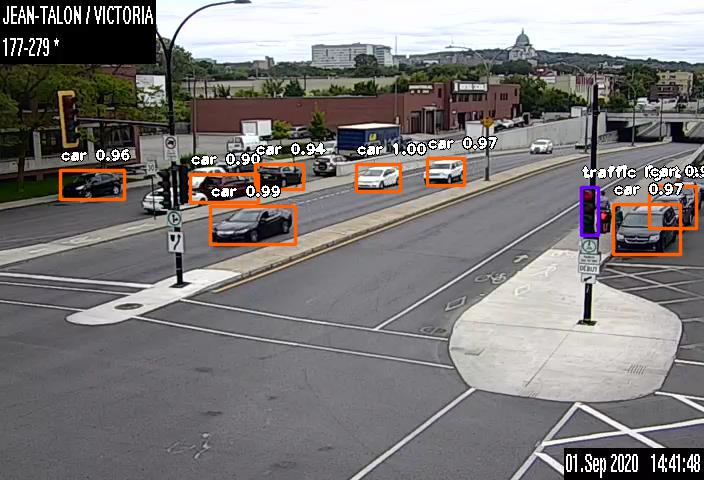 JEAN-TALON / VICTORIA
177-279 *
car 0.96
car 0.90
car 0.94
car 1.00
car 0.97
car 0.99
car 0.97
DÉBUT
01.Sep 2020 14:41:48